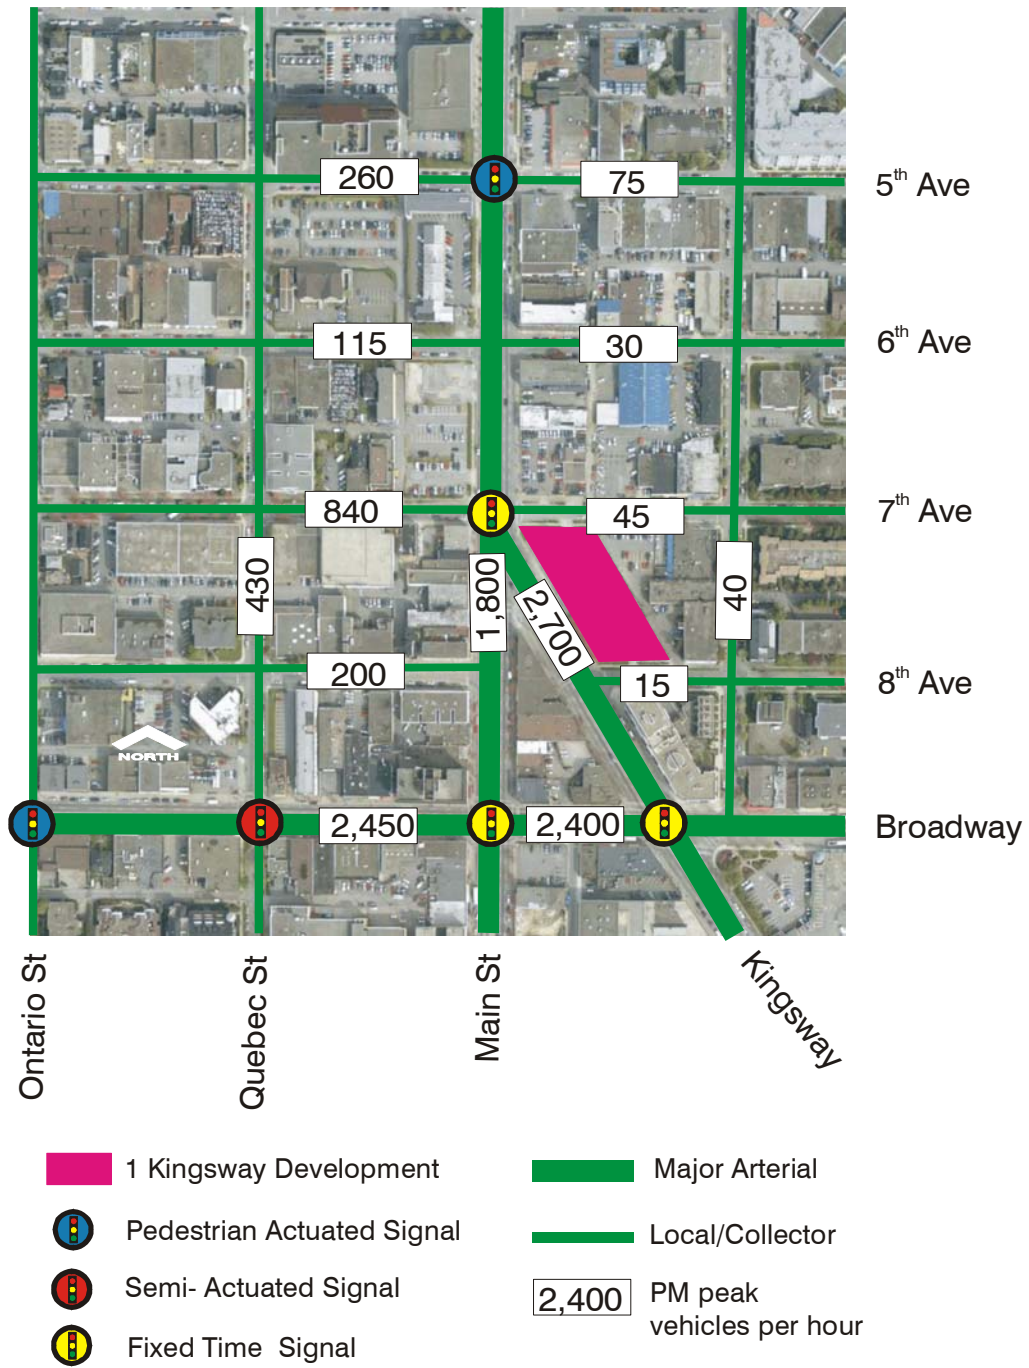 260
75
5th Ave
115
30
6th Ave
840
45
7th Ave
430
1,800
2,700
40
200
15
8th Ave
NORTH
2,450
2,400
Broadway
Ontario St
Quebec St
Main St
Kingsway
1 Kingsway Development
Major Arterial
Pedestrian Actuated Signal
Local/Collector
Semi- Actuated Signal
2,400
PM peak
vehicles per hour
Fixed Time Signal